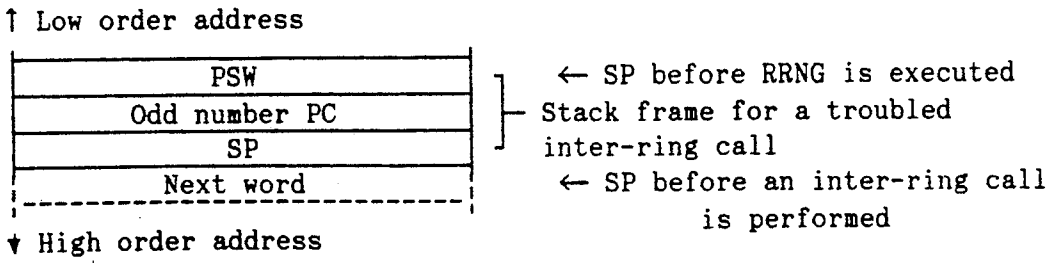 ↑ Low order address
PSW ← SP before RRNG is executed
Odd number PC Stack frame for a troubled
SP inter-ring call
Next word ← SP before an inter-ring call
is performed
↓ High order address